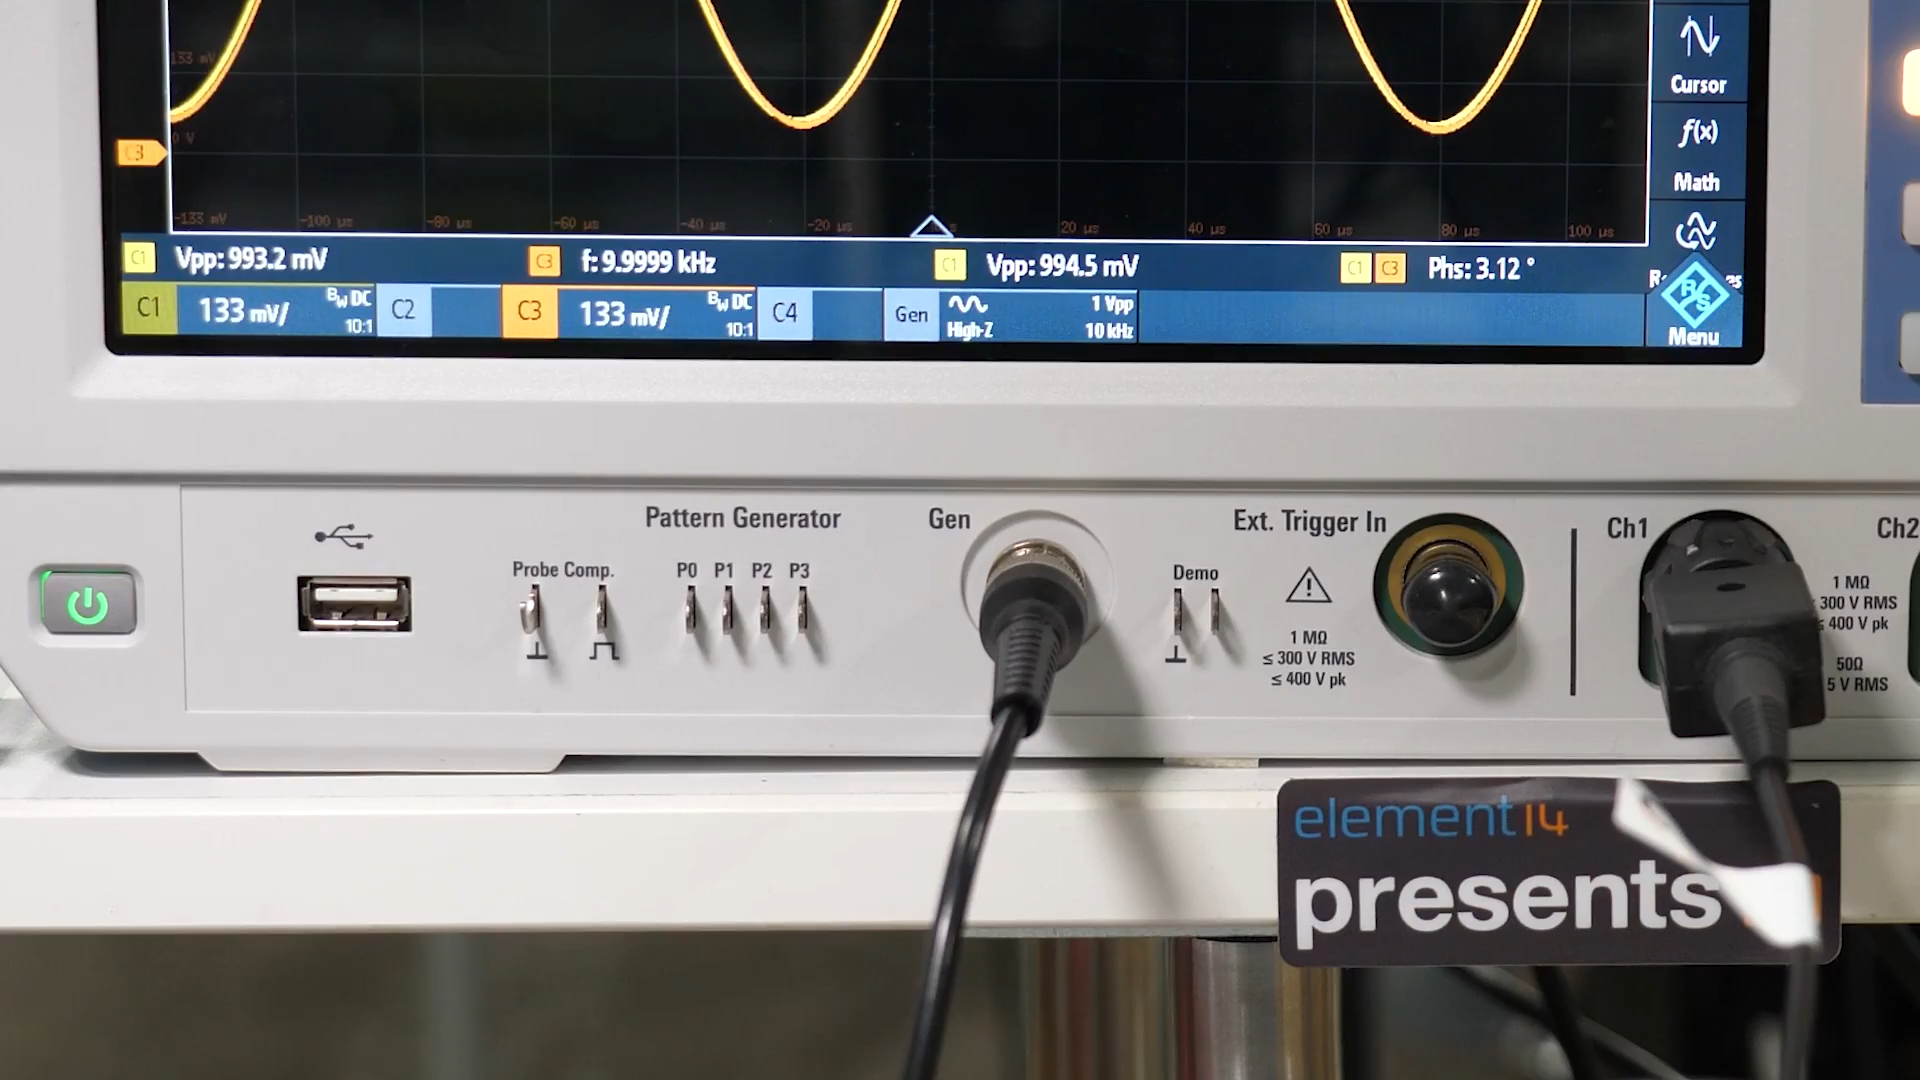 133 mV
Cursor
0 V
f(x)
Math
C3
-133 mV
-100 µs
-80 µs
-60 µs
-40 µs
-20 µs
20 µs
40 µs
60 µs
80 µs
100 µs
C1 Vpp: 993.2 mV
C3 f: 9.9999 kHz
C1 Vpp: 994.5 mV
C1 C3 Phs: 3.12 °
C1 133 mV/ BW DC
10:1
C2
C3 133 mV/ BW DC
10:1
C4
Gen 1 Vpp
High-Z 10 kHz
R/S
Menu
Pattern Generator
Gen
Ext. Trigger In
Ch1
Ch2
Probe Comp.
P0 P1 P2 P3
Demo
1 MΩ
≤ 300 V RMS
≤ 400 V pk
1 MΩ
300 V RMS
≤ 400 V pk
50Ω
5 V RMS
element14
presents